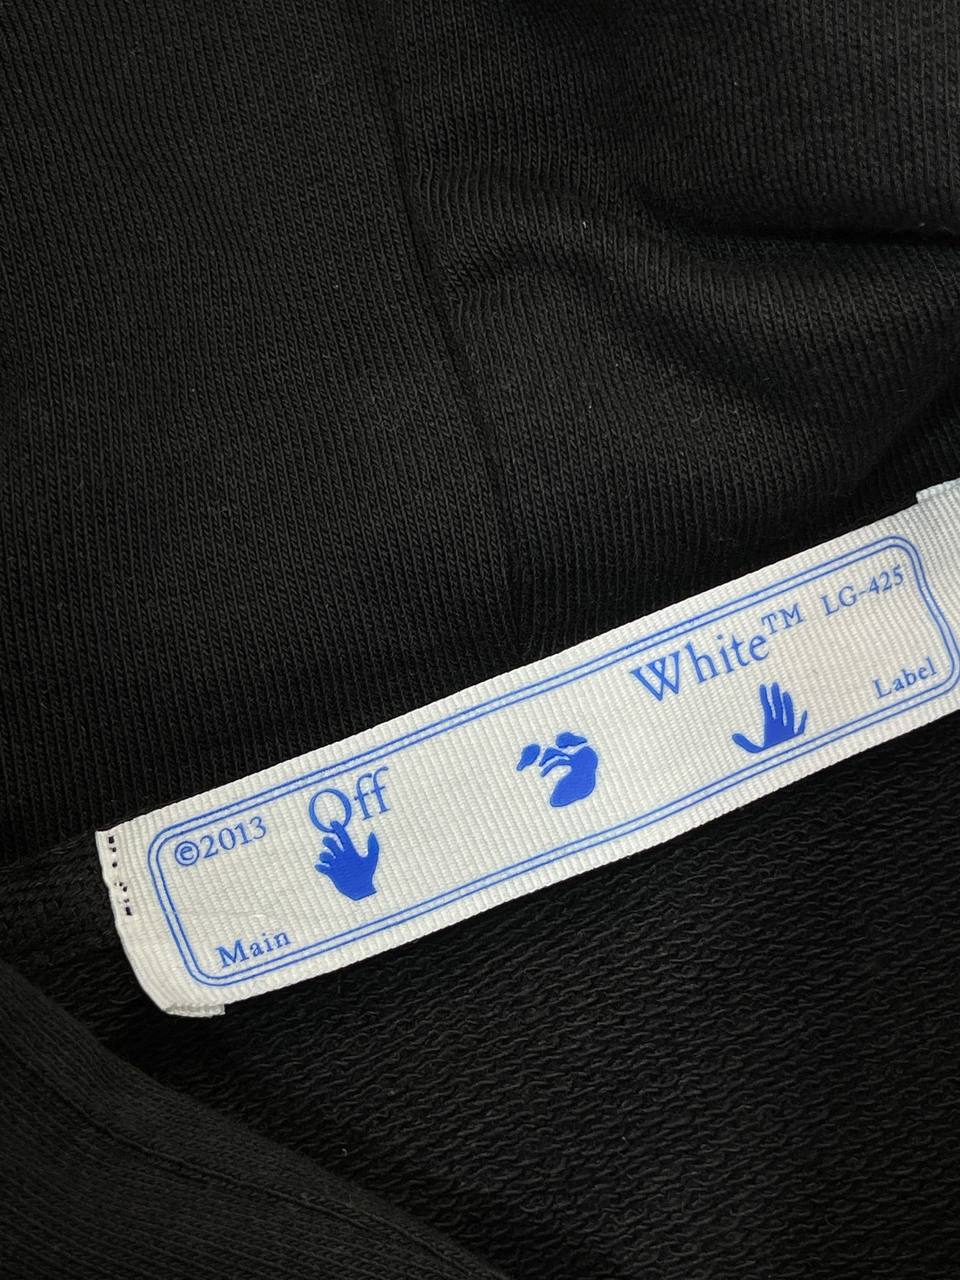 ©2013 Off White™ LG-425
Main Label